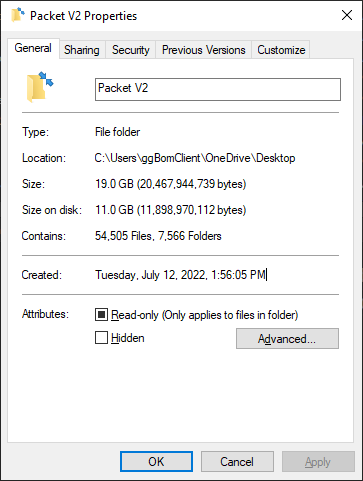 Packet V2 Properties
General Sharing Security Previous Versions Customize
Packet V2
Type: File folder
Location: C:\Users\ggBomClient\OneDrive\Desktop
Size: 19.0 GB (20,467,944,739 bytes)
Size on disk: 11.0 GB (11,898,970,112 bytes)
Contains: 54,505 Files, 7,566 Folders
Created: Tuesday, July 12, 2022, 1:56:05 PM
Attributes: Read-only (Only applies to files in folder)
Hidden Advanced...
OK Cancel Apply